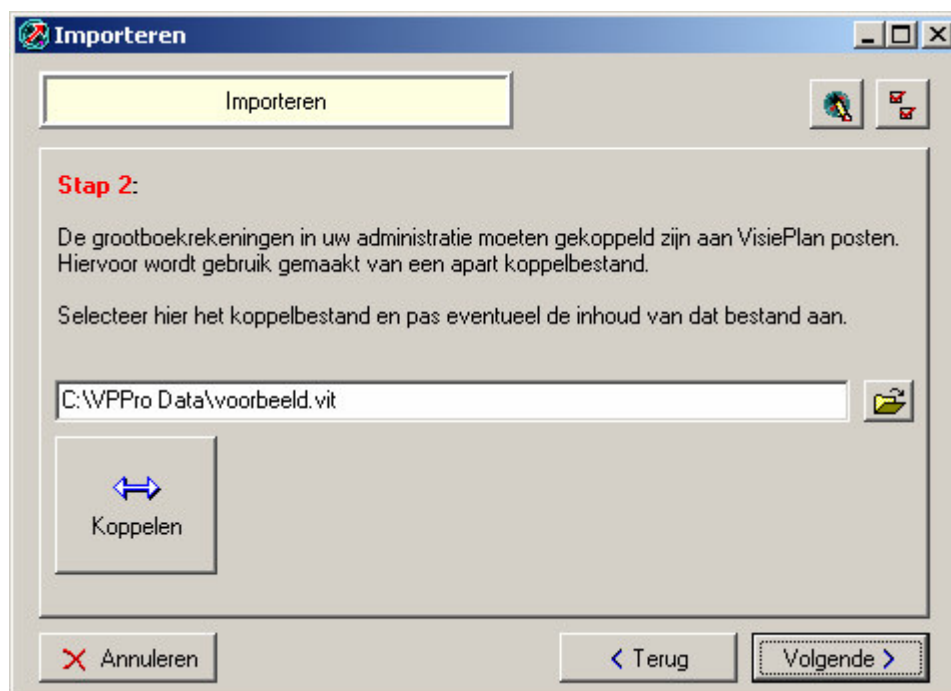 Importeren
Importeren
Stap 2:
De grootboekrekeningen in uw administratie moeten gekoppeld zijn aan VisiePlan posten.
Hiervoor wordt gebruik gemaakt van een apart koppelbestand.
Selecteer hier het koppelbestand en pas eventueel de inhoud van dat bestand aan.
C:\VPPro Data\voorbeeld.vit
Koppelen
Annuleren
Terug
Volgende